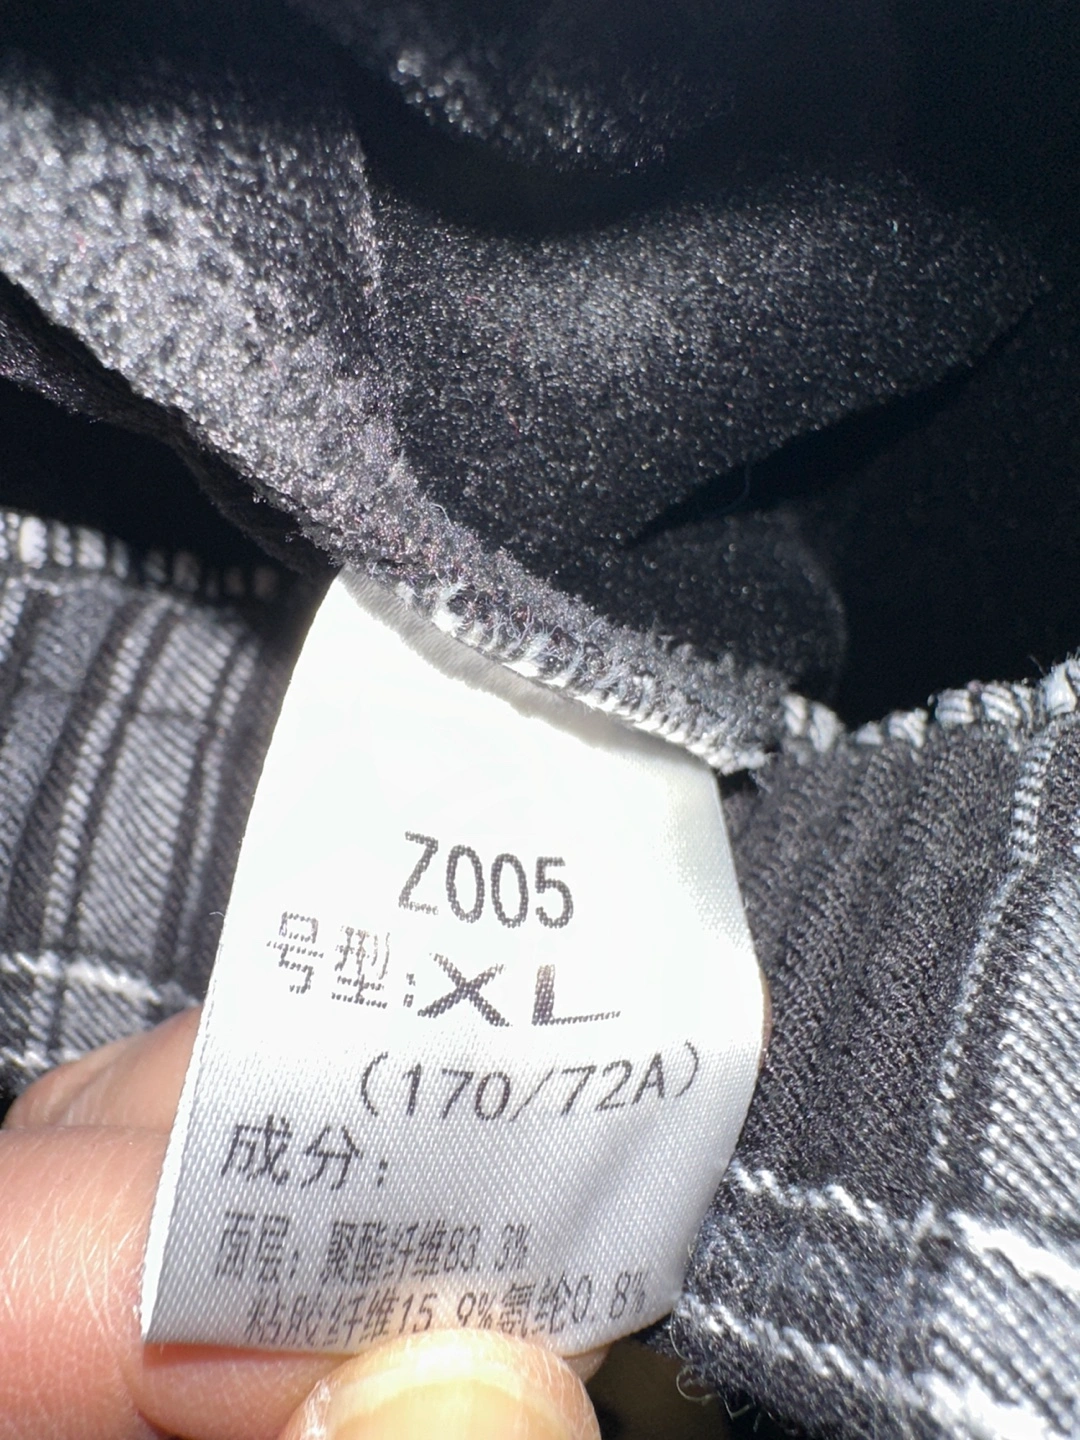 Z005
号型:XL
(170/72A)
成分:
面层: 聚酯纤维83.3%
粘胶纤维15.9%氨纶0.8%